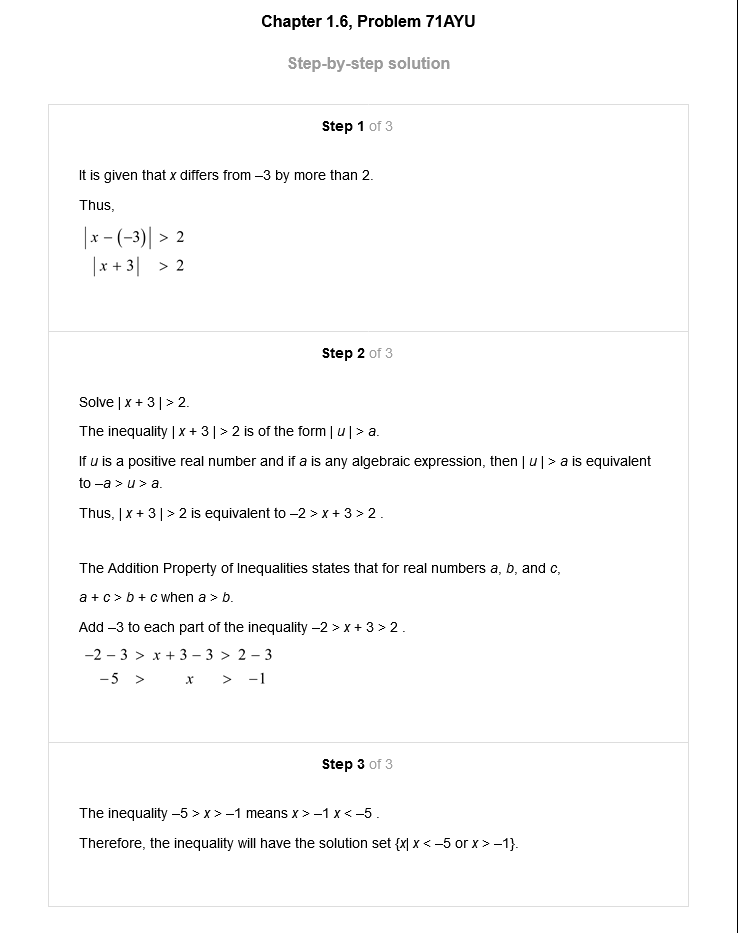 Chapter 1.6, Problem 71AYU
Step-by-step solution
Step 1 of 3
It is given that x differs from –3 by more than 2.
Thus,
|x − (−3)| > 2
|x + 3| > 2
Step 2 of 3
Solve | x + 3 | > 2.
The inequality | x + 3 | > 2 is of the form | u | > a.
If u is a positive real number and if a is any algebraic expression, then | u | > a is equivalent
to –a > u > a.
Thus, | x + 3 | > 2 is equivalent to –2 > x + 3 > 2 .
The Addition Property of Inequalities states that for real numbers a, b, and c,
a + c > b + c when a > b.
Add –3 to each part of the inequality –2 > x + 3 > 2 .
−2 − 3 > x + 3 − 3 > 2 − 3
−5 > x > −1
Step 3 of 3
The inequality –5 > x > –1 means x > –1 x < –5 .
Therefore, the inequality will have the solution set {x| x < –5 or x > –1}.